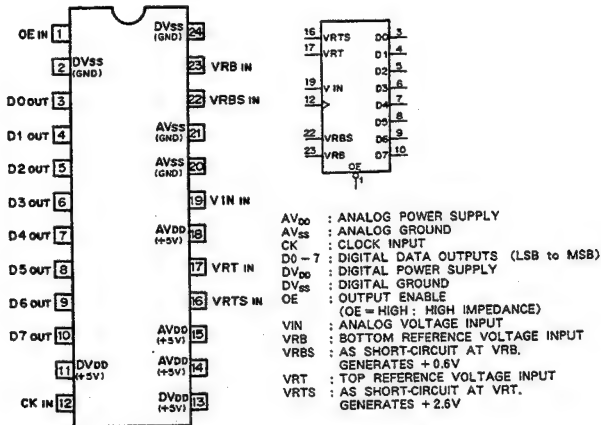 OE IN 1
2 DVSS (GND)
D0 OUT 3
D1 OUT 4
D2 OUT 5
D3 OUT 6
D4 OUT 7
D5 OUT 8
D6 OUT 9
D7 OUT 10
11 DVDD (+5V)
CK IN 12
DVSS (GND) 24
23 VRB IN
22 VRBS IN
AVSS (GND) 21
AVSS (GND) 20
19 VIN IN
AVDD (+5V) 18
17 VRT IN
16 VRTS IN
AVDD (+5V) 15
AVDD (+5V) 14
DVDD (+5V) 13
16 VRTS
17 VRT
19 V IN
12
22 VRBS
23 VRB
D0 3
D1 4
D2 5
D3 6
D4 7
D5 8
D6 9
D7 10
OE
1
AVDD : ANALOG POWER SUPPLY
AVSS : ANALOG GROUND
CK : CLOCK INPUT
D0-7 : DIGITAL DATA OUTPUTS (LSB to MSB)
DVDD : DIGITAL POWER SUPPLY
DVSS : DIGITAL GROUND
OE : OUTPUT ENABLE
(OE=HIGH: HIGH IMPEDANCE)
VIN : ANALOG VOLTAGE INPUT
VRB : BOTTOM REFERENCE VOLTAGE INPUT
VRBS : AS SHORT-CIRCUIT AT VRB.
GENERATES +0.6V
VRT : TOP REFERENCE VOLTAGE INPUT
VRTS : AS SHORT-CIRCUIT AT VRT.
GENERATES +2.6V